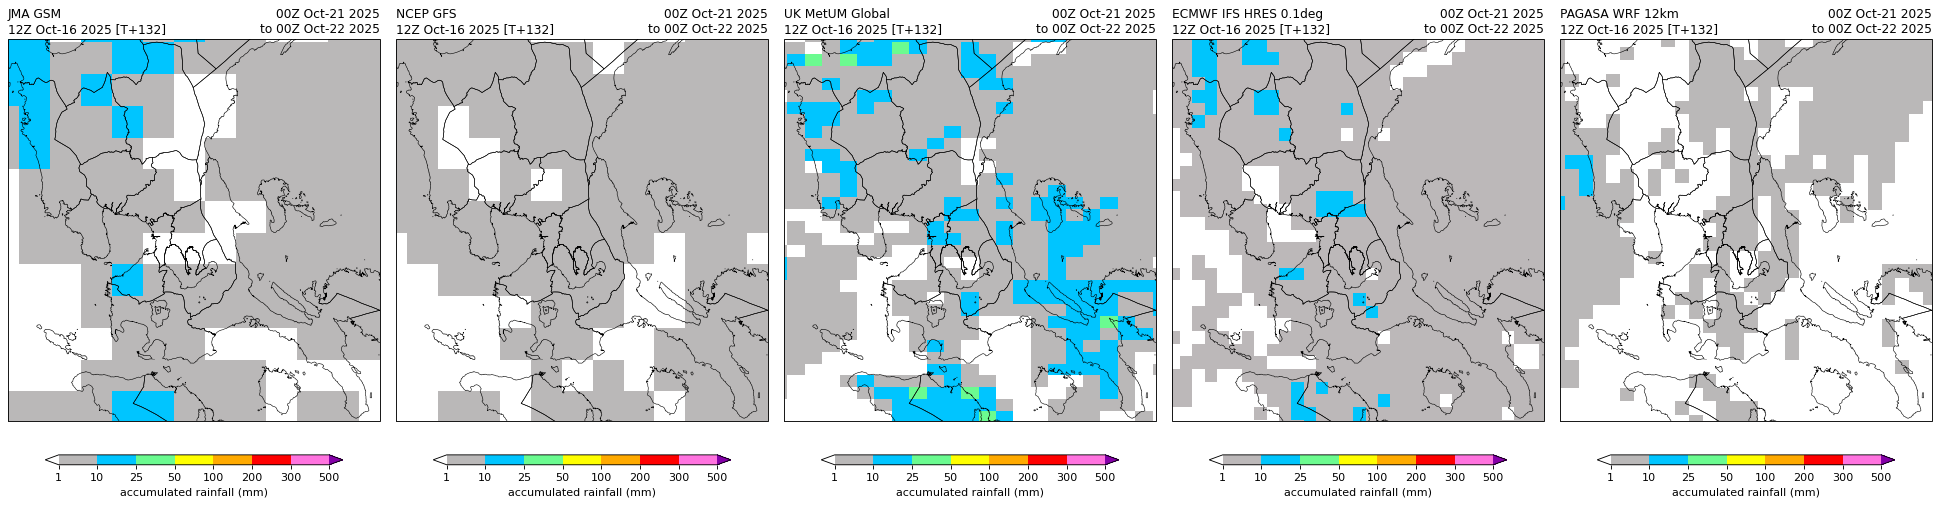 JMA GSM 00Z Oct-21 2025
12Z Oct-16 2025 [T+132] to 00Z Oct-22 2025
1 10 25 50 100 200 300 500
accumulated rainfall (mm)
NCEP GFS 00Z Oct-21 2025
12Z Oct-16 2025 [T+132] to 00Z Oct-22 2025
1 10 25 50 100 200 300 500
accumulated rainfall (mm)
UK MetUM Global 00Z Oct-21 2025
12Z Oct-16 2025 [T+132] to 00Z Oct-22 2025
1 10 25 50 100 200 300 500
accumulated rainfall (mm)
ECMWF IFS HRES 0.1deg 00Z Oct-21 2025
12Z Oct-16 2025 [T+132] to 00Z Oct-22 2025
1 10 25 50 100 200 300 500
accumulated rainfall (mm)
PAGASA WRF 12km 00Z Oct-21 2025
12Z Oct-16 2025 [T+132] to 00Z Oct-22 2025
1 10 25 50 100 200 300 500
accumulated rainfall (mm)